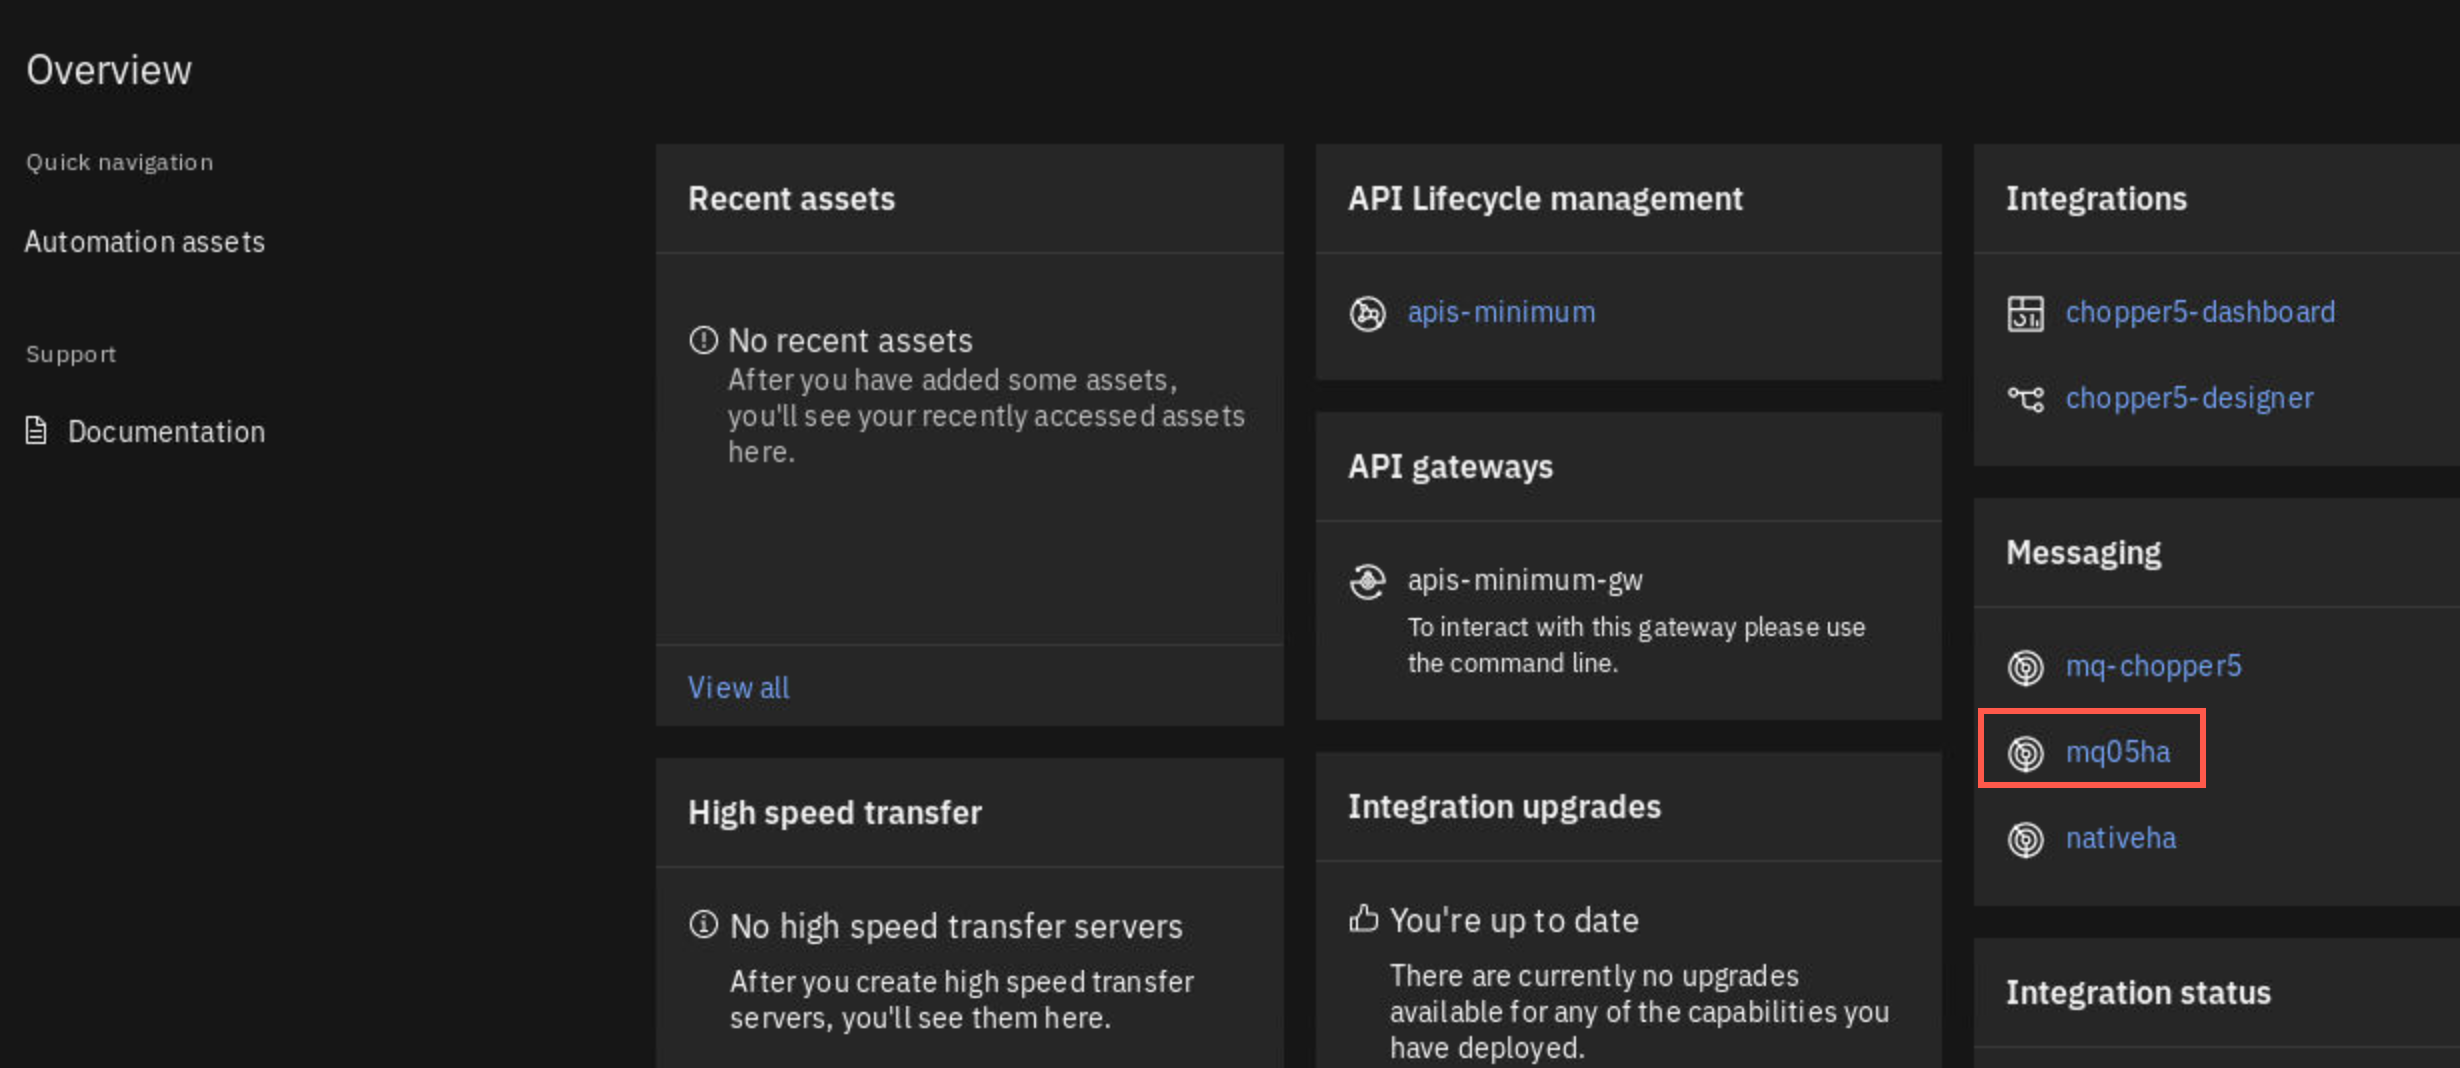 Overview
Quick navigation
Automation assets
Support
Documentation
Recent assets
No recent assets
After you have added some assets,
you'll see your recently accessed assets
here.
View all
High speed transfer
No high speed transfer servers
After you create high speed transfer
servers, you'll see them here.
API Lifecycle management
apis-minimum
API gateways
apis-minimum-gw
To interact with this gateway please use
the command line.
Integration upgrades
You're up to date
There are currently no upgrades
available for any of the capabilities you
have deployed.
Integrations
chopper5-dashboard
chopper5-designer
Messaging
mq-chopper5
mq05ha
nativeha
Integration status